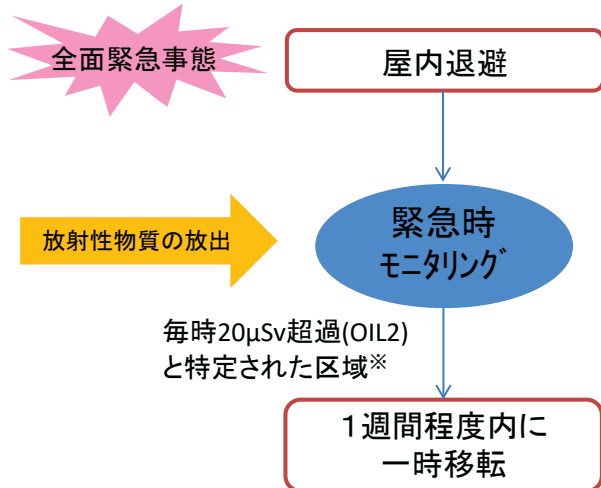 全面緊急事態
屋内退避
放射性物質の放出
緊急時
モニタリング
毎時20μSv超過(OIL2)
と特定された区域※
１週間程度内に
一時移転